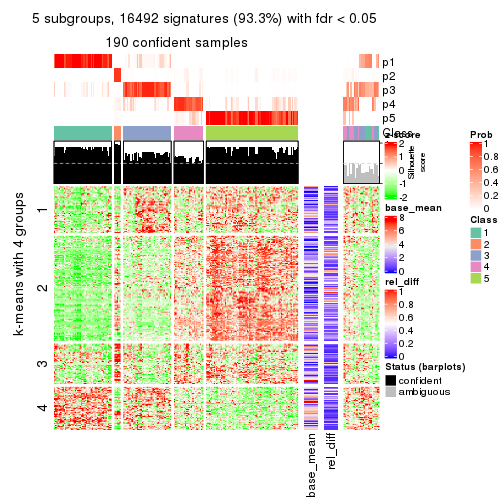 5 subgroups, 16492 signatures (93.3%) with fdr < 0.05
190 confident samples
p1
p2
p3
p4
p5
Class
Silhouette
score
k-means with 4 groups
1
2
3
4
base_mean
rel_diff
z-score
2
1
0
-1
-2
base_mean
8
6
4
2
0
rel_diff
1
0.8
0.6
0.4
0.2
0
Status (barplots)
confident
ambiguous
Prob
1
0.8
0.6
0.4
0.2
0
Class
1
2
3
4
5